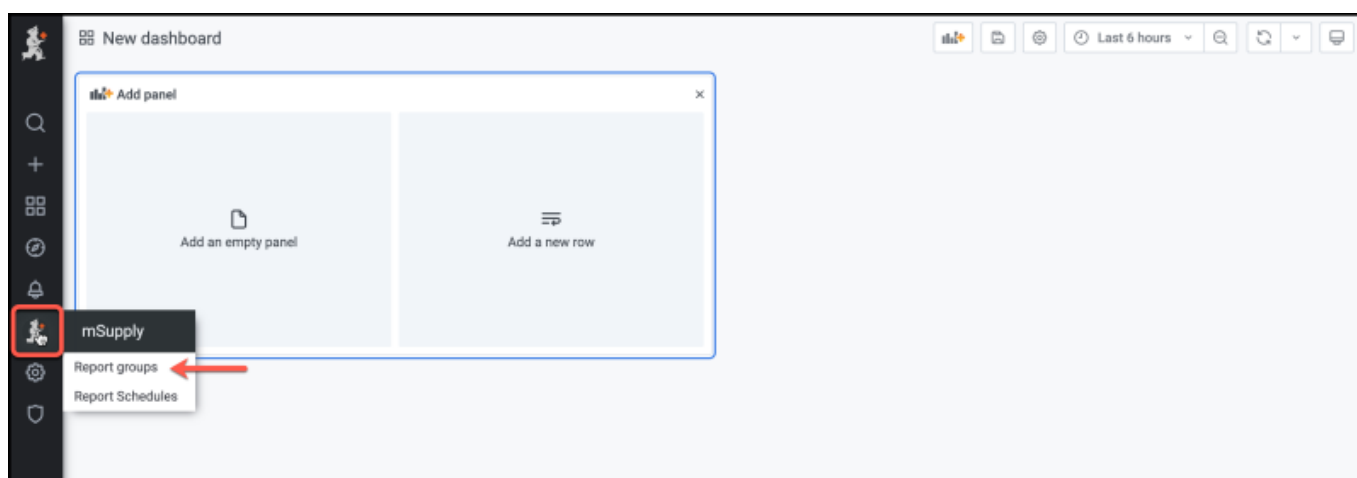 New dashboard
Last 6 hours
Add panel
Add an empty panel
Add a new row
mSupply
Report groups
Report Schedules